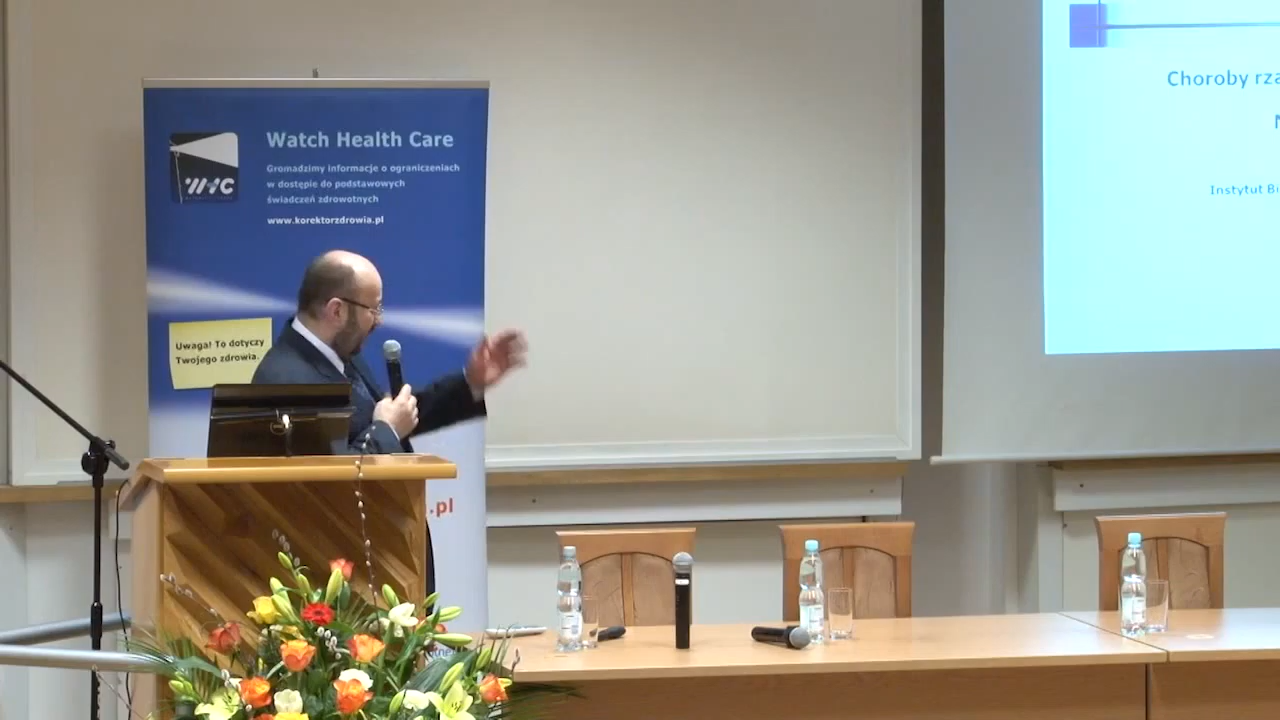 Watch Health Care
Gromadzimy informacje o ograniczeniach
w dostępie do podstawowych
świadczeń zdrowotnych
www.korektorzdrowia.pl
WHC
Uwaga! To dotyczy
Twojego zdrowia.
.pl
Choroby rza
Instytut Bi